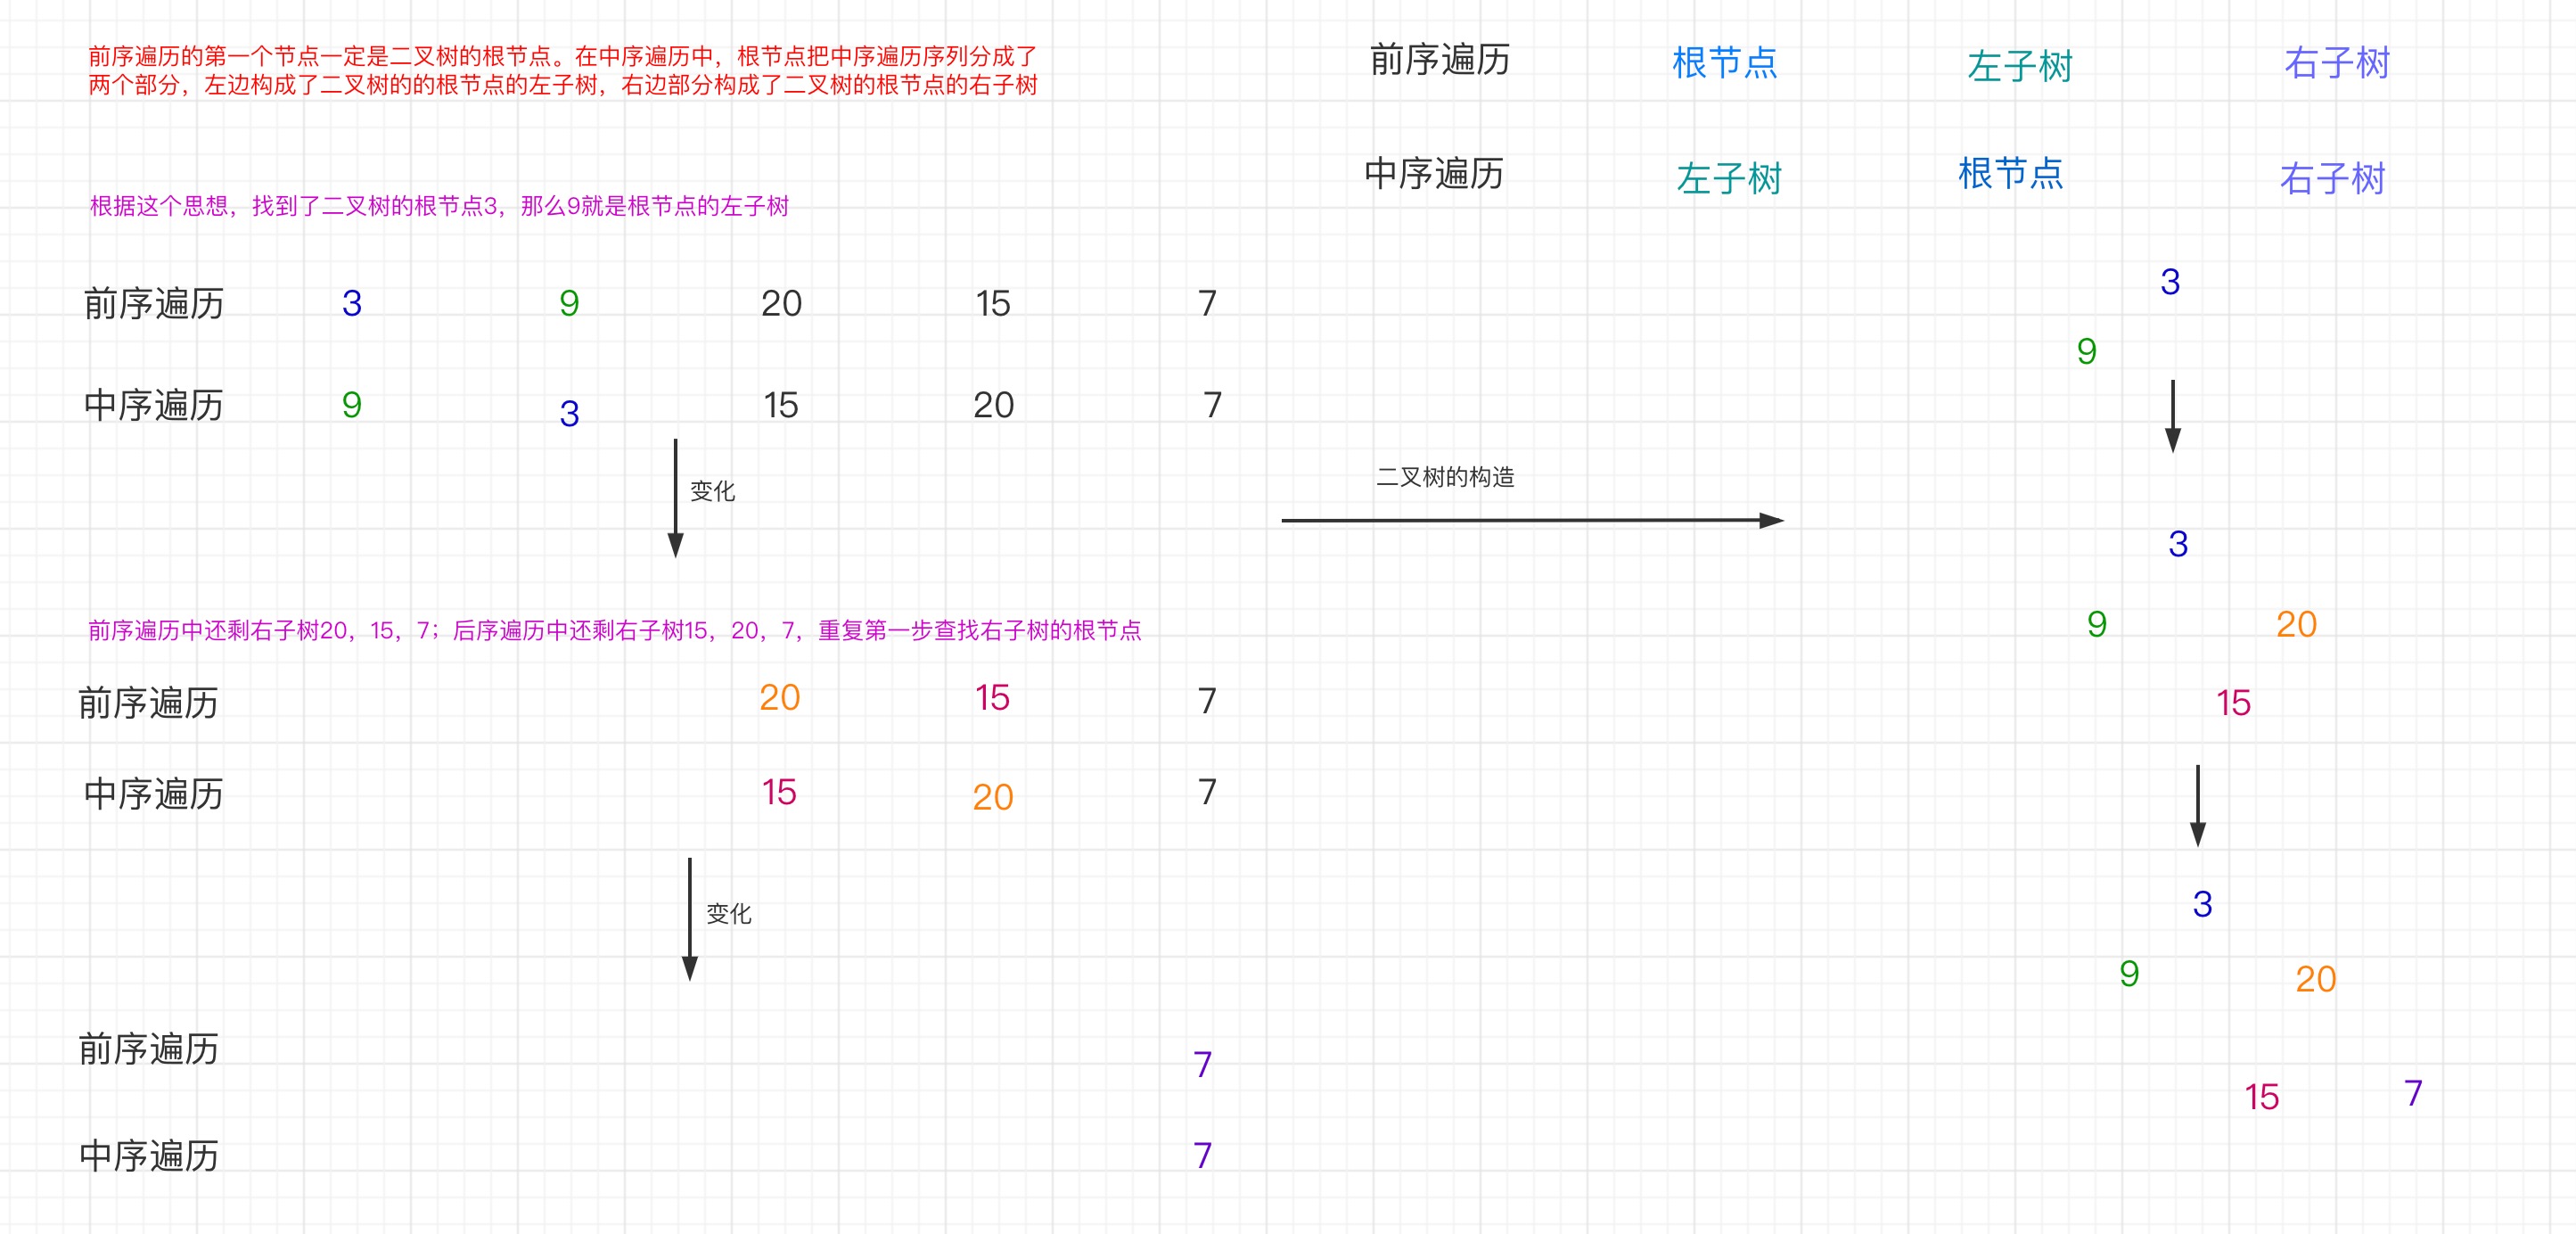 前序遍历的第一个节点一定是二叉树的根节点。在中序遍历中，根节点把中序遍历序列分成了
两个部分，左边构成了二叉树的的根节点的左子树，右边部分构成了二叉树的根节点的右子树
前序遍历 根节点 左子树 右子树
中序遍历 左子树 根节点 右子树
根据这个思想，找到了二叉树的根节点3，那么9就是根节点的左子树
前序遍历 3 9 20 15 7
中序遍历 9 3 15 20 7
变化
二叉树的构造
3
9
3
9 20
15
前序遍历中还剩右子树20，15，7；后序遍历中还剩右子树15，20，7，重复第一步查找右子树的根节点
前序遍历 20 15 7
中序遍历 15 20 7
变化
3
9 20
15 7
前序遍历 7
中序遍历 7